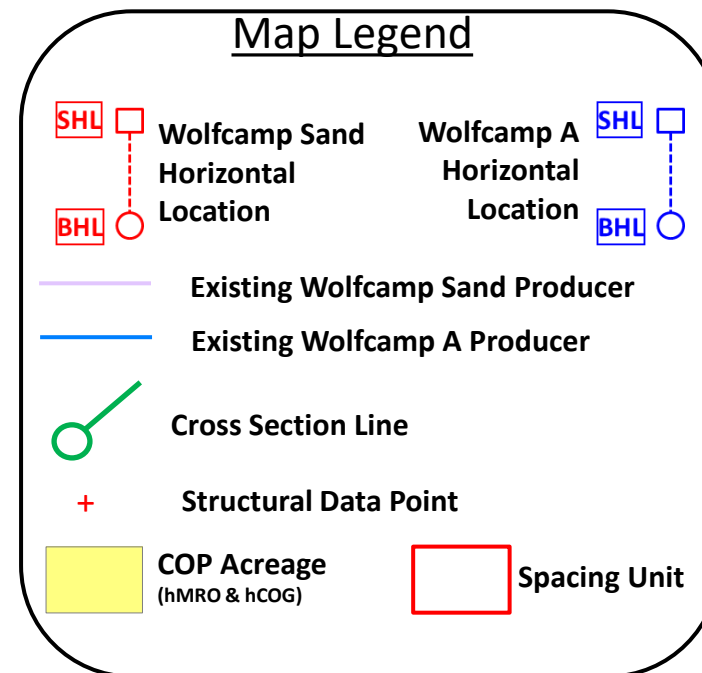 Map Legend
SHL
Wolfcamp Sand
Horizontal
Location
BHL
Wolfcamp A
Horizontal
Location
SHL
BHL
Existing Wolfcamp Sand Producer
Existing Wolfcamp A Producer
Cross Section Line
Structural Data Point
COP Acreage
(hMRO & hCOG)
Spacing Unit